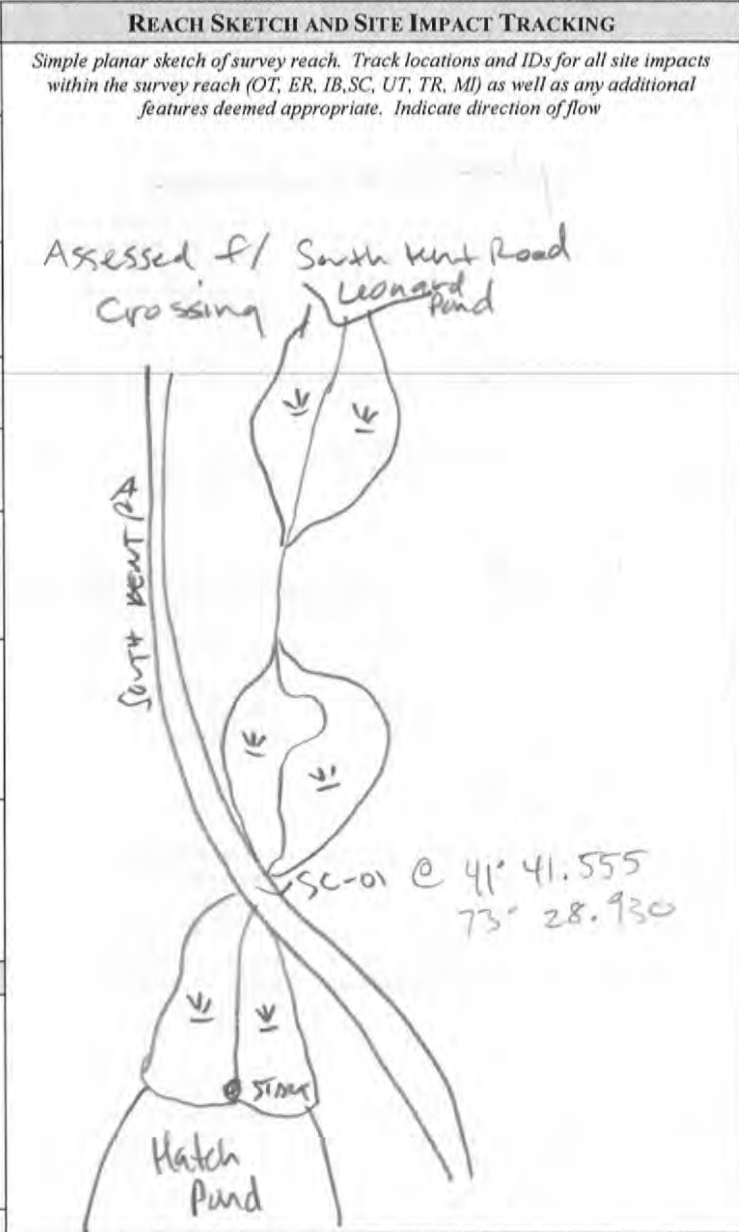 REACH SKETCH AND SITE IMPACT TRACKING
Simple planar sketch of survey reach. Track locations and IDs for all site impacts
within the survey reach (OT, ER, IB,SC, UT, TR, MI) as well as any additional
features deemed appropriate. Indicate direction of flow
Assessed f/ South Kent Road
Crossing
Leonard
Pond
SOUTH KENT RD
SC-01 @ 41° 41.555
73° 28.930
START
Hatch
Pond